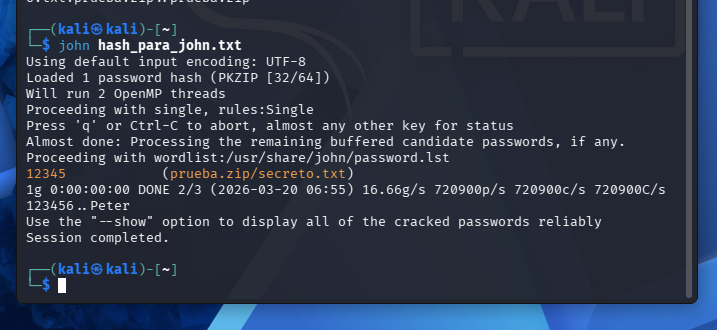 ┌──(kali㉿kali)-[~]
└─$ john hash_para_john.txt
Using default input encoding: UTF-8
Loaded 1 password hash (PKZIP [32/64])
Will run 2 OpenMP threads
Proceeding with single, rules:Single
Press 'q' or Ctrl-C to abort, almost any other key for status
Almost done: Processing the remaining buffered candidate passwords, if any.
Proceeding with wordlist:/usr/share/john/password.lst
12345            (prueba.zip/secreto.txt)
1g 0:00:00:00 DONE 2/3 (2026-03-20 06:55) 16.66g/s 720900p/s 720900c/s 720900C/s
123456..Peter
Use the "--show" option to display all of the cracked passwords reliably
Session completed.
┌──(kali㉿kali)-[~]
└─$